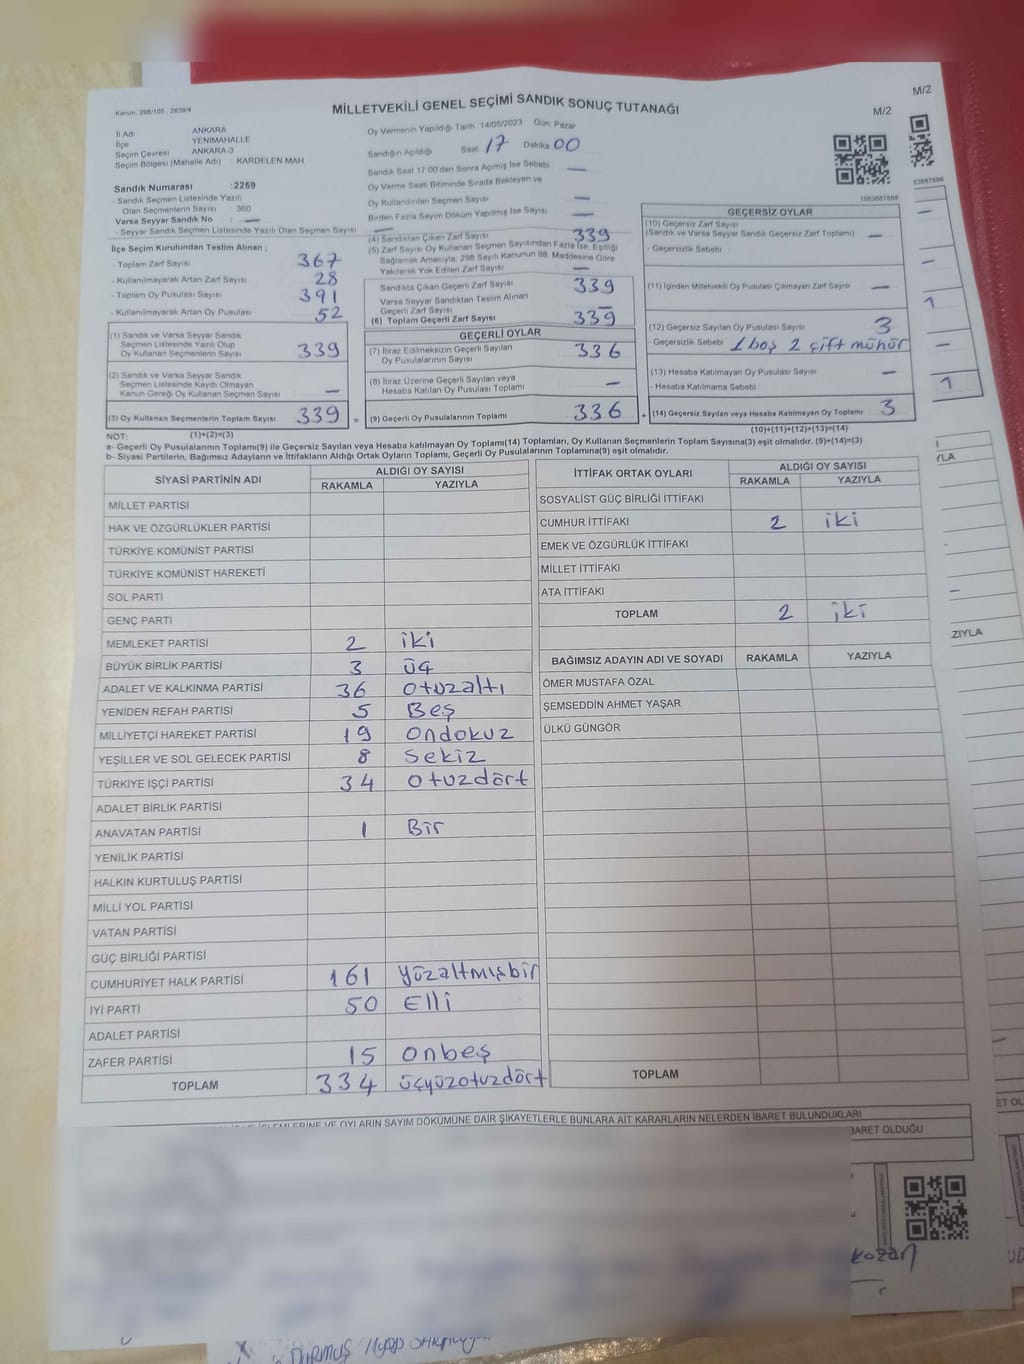 Kanun: 298/105 , 2839/4
MİLLETVEKİLİ GENEL SEÇİMİ SANDIK SONUÇ TUTANAĞI
M/2
M/2
İl Adı ANKARA
İlçe YENİMAHALLE
Seçim Çevresi ANKARA-3
Seçim Bölgesi (Mahalle Adı) : KARDELEN MAH.
Sandık Numarası :2259
- Sandık Seçmen Listesinde Yazılı
Olan Seçmenlerin Sayısı : 360
Varsa Seyyar Sandık No : —
- Seyyar Sandık Seçmen Listesinde Yazılı Olan Seçmen Sayısı —
Oy Vermenin Yapıldığı Tarih : 14/05/2023 Gün: Pazar
Sandığın Açıldığı Saat 17 Dakika 00
Sandık Saat 17:00'den Sonra Açılmış İse Sebebi —
Oy Verme Saati Bitiminde Sırada Bekleyen ve
Oy Kullandırılan Seçmen Sayısı —
Birden Fazla Sayım Döküm Yapılmış İse Sayısı —
İlçe Seçim Kurulundan Teslim Alınan ;
- Toplam Zarf Sayısı 367
- Kullanılmayarak Artan Zarf Sayısı 28
- Toplam Oy Pusulası Sayısı 391
- Kullanılmayarak Artan Oy Pusulası 52
(1) Sandık ve Varsa Seyyar Sandık
Seçmen Listesinde Yazılı Olup
Oy Kullanan Seçmenlerin Sayısı 339
(2) Sandık ve Varsa Seyyar Sandık
Seçmen Listesinde Kayıtlı Olmayan
Kanun Gereği Oy Kullanan Seçmen Sayısı —
(3) Oy Kullanan Seçmenlerin Toplam Sayısı 339 =
(1)+(2)=(3)
(4) Sandıktan Çıkan Zarf Sayısı 339
(5) Zarf Sayısı Oy Kullanan Seçmen Sayısından Fazla İse, Eşitliği
Sağlamak Amacıyla, 298 Sayılı Kanunun 98. Maddesine Göre
Yakılarak Yok Edilen Zarf Sayısı —
Sandıkta Çıkan Geçerli Zarf Sayısı 339
Varsa Seyyar Sandıktan Teslim Alınan
Geçerli Zarf Sayısı —
(6) Toplam Geçerli Zarf Sayısı 339
GEÇERLİ OYLAR
(7) İtiraz Edilmeksizin Geçerli Sayılan
Oy Pusulalarının Sayısı 336
(8) İtiraz Üzerine Geçerli Sayılan veya
Hesaba Katılan Oy Pusulası Toplamı —
(9) Geçerli Oy Pusulalarının Toplamı 336 +
1083687888
GEÇERSİZ OYLAR
(10) Geçersiz Zarf Sayısı
(Sandık ve Varsa Seyyar Sandık Geçersiz Zarf Toplamı) —
- Geçersizlik Sebebi
(11) İçinden Milletvekili Oy Pusulası Çıkmayan Zarf Sayısı —
(12) Geçersiz Sayılan Oy Pusulası Sayısı 3
- Geçersizlik Sebebi 1 boş 2 çift mühür
(13) Hesaba Katılmayan Oy Pusulası Sayısı —
- Hesaba Katılmama Sebebi
(14) Geçersiz Sayılan veya Hesaba Katılmayan Oy Toplamı 3
(10)+(11)+(12)+(13)=(14)
NOT:
a- Geçerli Oy Pusulalarının Toplamı(9) ile Geçersiz Sayılan veya Hesaba katılmayan Oy Toplamı(14) Toplamları, Oy Kullanan Seçmenlerin Toplam Sayısına(3) eşit olmalıdır. (9)+(14)=(3)
b- Siyasi Partilerin, Bağımsız Adayların ve İttifakların Aldığı Ortak Oyların Toplamı, Geçerli Oy Pusulalarının Toplamına(9) eşit olmalıdır.
SİYASİ PARTİNİN ADI ALDIĞI OY SAYISI
RAKAMLA YAZIYLA
MİLLET PARTİSİ
HAK VE ÖZGÜRLÜKLER PARTİSİ
TÜRKİYE KOMÜNİST PARTİSİ
TÜRKİYE KOMÜNİST HAREKETİ
SOL PARTİ
GENÇ PARTİ
MEMLEKET PARTİSİ 2 iki
BÜYÜK BİRLİK PARTİSİ 3 üç
ADALET VE KALKINMA PARTİSİ 36 otuzaltı
YENİDEN REFAH PARTİSİ 5 Beş
MİLLİYETÇİ HAREKET PARTİSİ 19 ondokuz
YEŞİLLER VE SOL GELECEK PARTİSİ 8 sekiz
TÜRKİYE İŞÇİ PARTİSİ 34 otuzdört
ADALET BİRLİK PARTİSİ
ANAVATAN PARTİSİ 1 Bir
YENİLİK PARTİSİ
HALKIN KURTULUŞ PARTİSİ
MİLLİ YOL PARTİSİ
VATAN PARTİSİ
GÜÇ BİRLİĞİ PARTİSİ
CUMHURİYET HALK PARTİSİ 161 yüzaltmışbir
İYİ PARTİ 50 Elli
ADALET PARTİSİ
ZAFER PARTİSİ 15 onbeş
TOPLAM 334 üçyüzotuzdört
İTTİFAK ORTAK OYLARI ALDIĞI OY SAYISI
RAKAMLA YAZIYLA
SOSYALİST GÜÇ BİRLİĞİ İTTİFAKI
CUMHUR İTTİFAKI 2 iki
EMEK VE ÖZGÜRLÜK İTTİFAKI
MİLLET İTTİFAKI
ATA İTTİFAKI
TOPLAM 2 iki
BAĞIMSIZ ADAYIN ADI VE SOYADI RAKAMLA YAZIYLA
ÖMER MUSTAFA ÖZAL
ŞEMSEDDİN AHMET YAŞAR
ÜLKÜ GÜNGÖR
TOPLAM
VE OYLARIN SAYIM DÖKÜMÜNE DAİR ŞİKAYETLERLE BUNLARA AİT KARARLARIN NELERDEN İBARET BULUNDUKLARI
BARET OLDUĞU
1
1
YLA
ZIYLA
ET OL
kozan